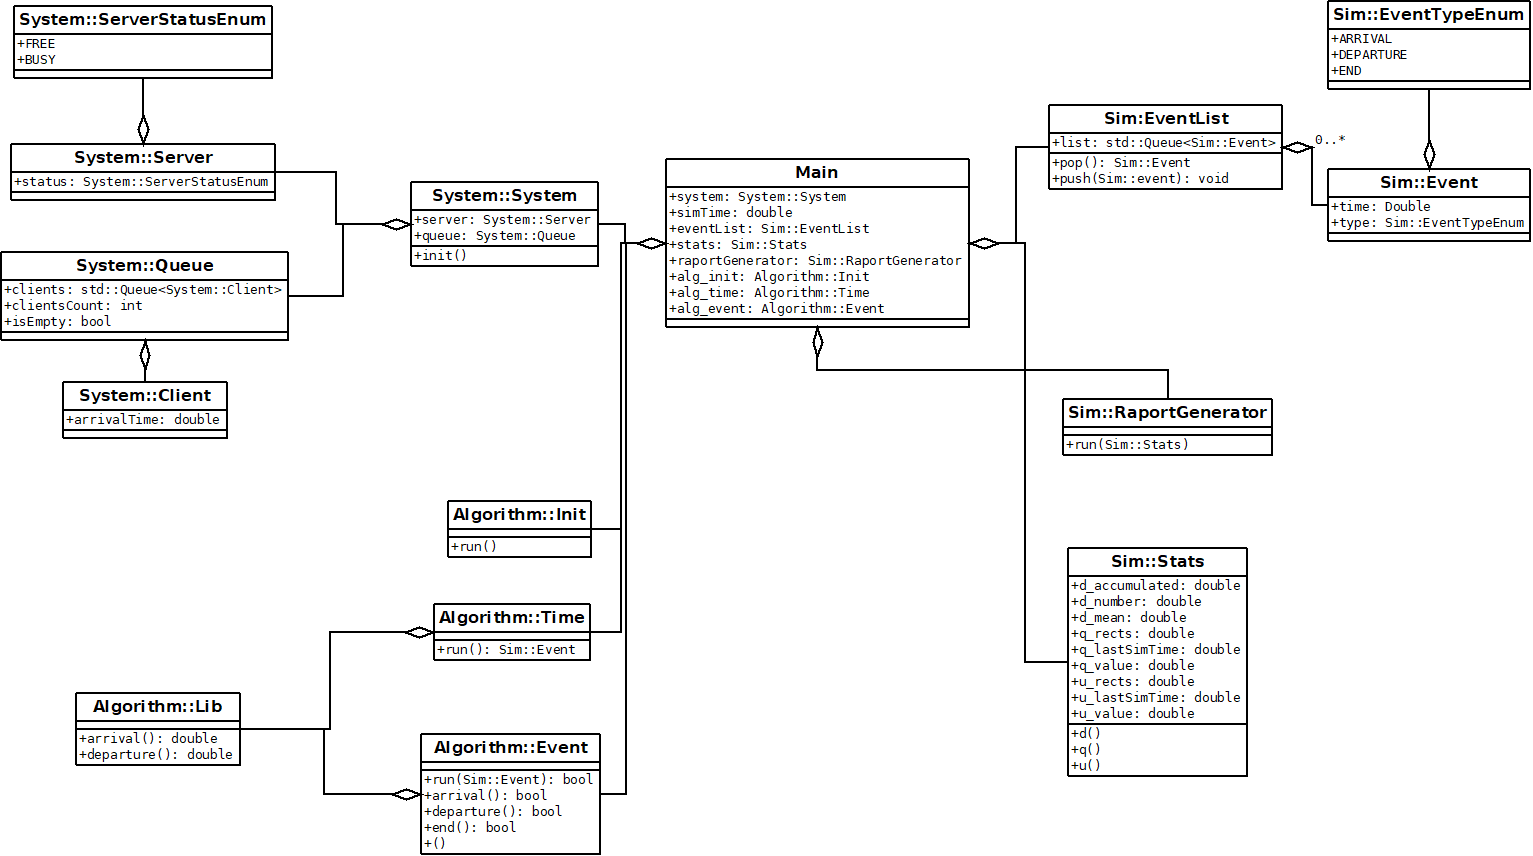 System::ServerStatusEnum
+FREE
+BUSY
System::Server
+status: System::ServerStatusEnum
System::Queue
+clients: std::Queue<System::Client>
+clientsCount: int
+isEmpty: bool
System::Client
+arrivalTime: double
System::System
+server: System::Server
+queue: System::Queue
+init()
Main
+system: System::System
+simTime: double
+eventList: Sim::EventList
+stats: Sim::Stats
+raportGenerator: Sim::RaportGenerator
+alg_init: Algorithm::Init
+alg_time: Algorithm::Time
+alg_event: Algorithm::Event
Sim:EventList
+list: std::Queue<Sim::Event>
+pop(): Sim::Event
+push(Sim::event): void
0..*
Sim::EventTypeEnum
+ARRIVAL
+DEPARTURE
+END
Sim::Event
+time: Double
+type: Sim::EventTypeEnum
Sim::RaportGenerator
+run(Sim::Stats)
Algorithm::Init
+run()
Algorithm::Time
+run(): Sim::Event
Algorithm::Lib
+arrival(): double
+departure(): double
Algorithm::Event
+run(Sim::Event): bool
+arrival(): bool
+departure(): bool
+end(): bool
+()
Sim::Stats
+d_accumulated: double
+d_number: double
+d_mean: double
+q_rects: double
+q_lastSimTime: double
+q_value: double
+u_rects: double
+u_lastSimTime: double
+u_value: double
+d()
+q()
+u()